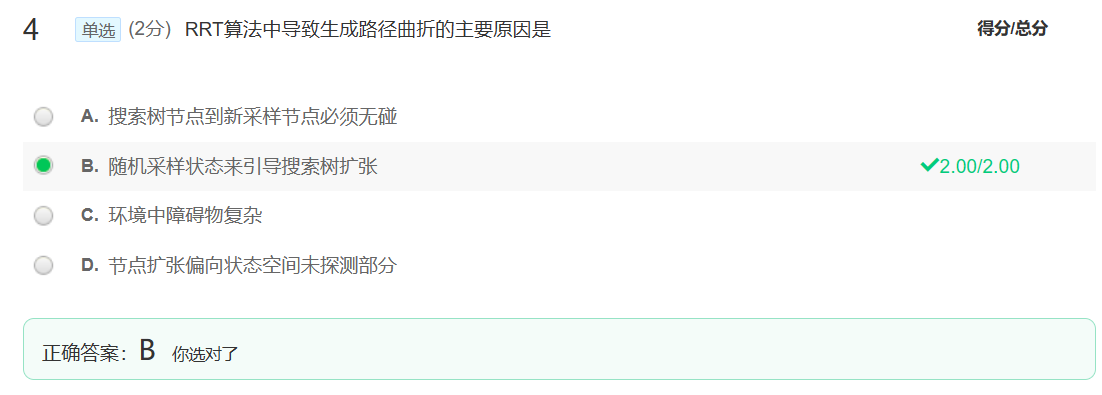 4 单选 (2分) RRT算法中导致生成路径曲折的主要原因是 得分/总分
A. 搜索树节点到新采样节点必须无碰
B. 随机采样状态来引导搜索树扩张 2.00/2.00
C. 环境中障碍物复杂
D. 节点扩张偏向状态空间未探测部分
正确答案：B 你选对了